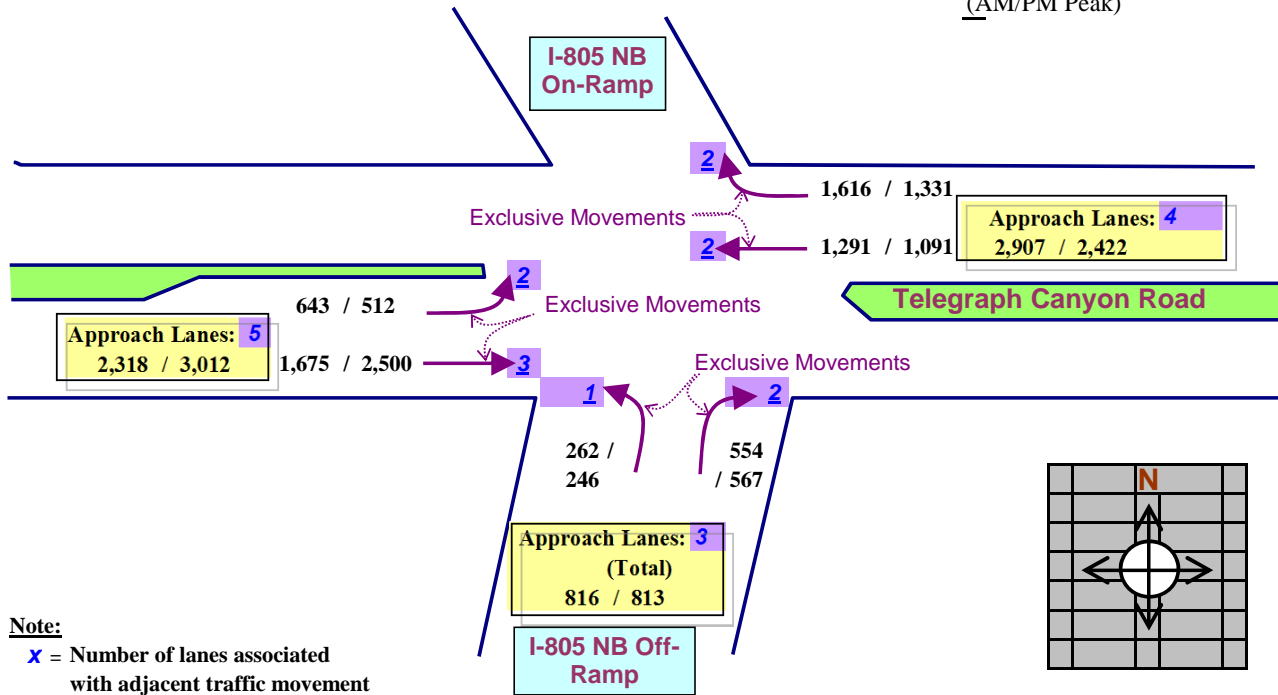 (AM/PM Peak)
I-805 NB
On-Ramp
2
1,616 / 1,331
Exclusive Movements
Approach Lanes: 4
2,907 / 2,422
2
1,291 / 1,091
2
643 / 512
Exclusive Movements
Telegraph Canyon Road
Approach Lanes: 5
2,318 / 3,012
1,675 / 2,500
3
Exclusive Movements
1
2
262 /
246
554
/ 567
N
Approach Lanes: 3
(Total)
816 / 813
Note:
x = Number of lanes associated
with adjacent traffic movement
I-805 NB Off-
Ramp